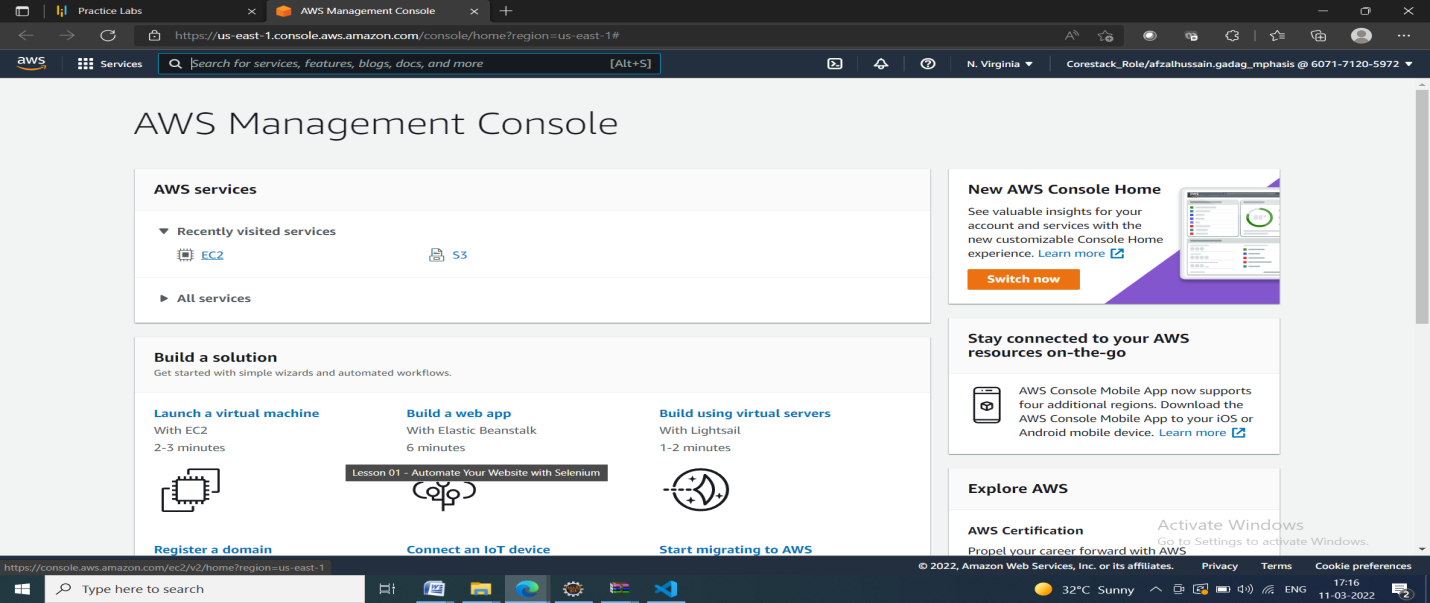 Practice Labs
AWS Management Console
https://us-east-1.console.aws.amazon.com/console/home?region=us-east-1#
aws
Services
Search for services, features, blogs, docs, and more
[Alt+S]
N. Virginia
Corestack_Role/afzalhussain.gadag_mphasis @ 6071-7120-5972
AWS Management Console
AWS services
Recently visited services
EC2
S3
All services
Build a solution
Get started with simple wizards and automated workflows.
Launch a virtual machine
With EC2
2-3 minutes
Build a web app
With Elastic Beanstalk
6 minutes
Build using virtual servers
With Lightsail
1-2 minutes
Lesson 01 - Automate Your Website with Selenium
Register a domain
Connect an IoT device
Start migrating to AWS
New AWS Console Home
See valuable insights for your
account and services with the
new customizable Console Home
experience. Learn more
Switch now
Stay connected to your AWS
resources on-the-go
AWS Console Mobile App now supports
four additional regions. Download the
AWS Console Mobile App to your iOS or
Android mobile device. Learn more
Explore AWS
AWS Certification
Propel your career forward with AWS
Activate Windows
Go to Settings to activate Windows.
https://console.aws.amazon.com/ec2/v2/home?region=us-east-1
© 2022, Amazon Web Services, Inc. or its affiliates.
Privacy
Terms
Cookie preferences
Type here to search
32°C Sunny
ENG
17:16
11-03-2022
2